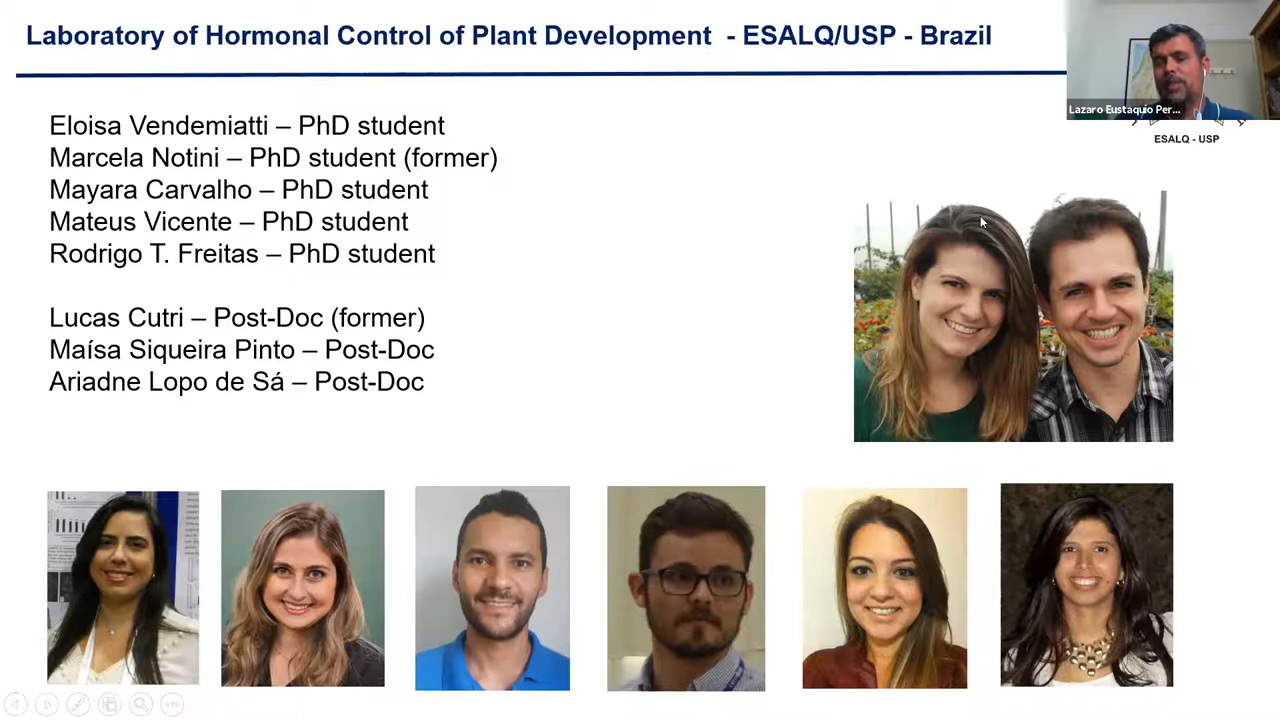 Laboratory of Hormonal Control of Plant Development - ESALQ/USP - Brazil
Lazaro Eustaquio Per...
ESALQ - USP
Eloisa Vendemiatti – PhD student
Marcela Notini – PhD student (former)
Mayara Carvalho – PhD student
Mateus Vicente – PhD student
Rodrigo T. Freitas – PhD student
Lucas Cutri – Post-Doc (former)
Maísa Siqueira Pinto – Post-Doc
Ariadne Lopo de Sá – Post-Doc